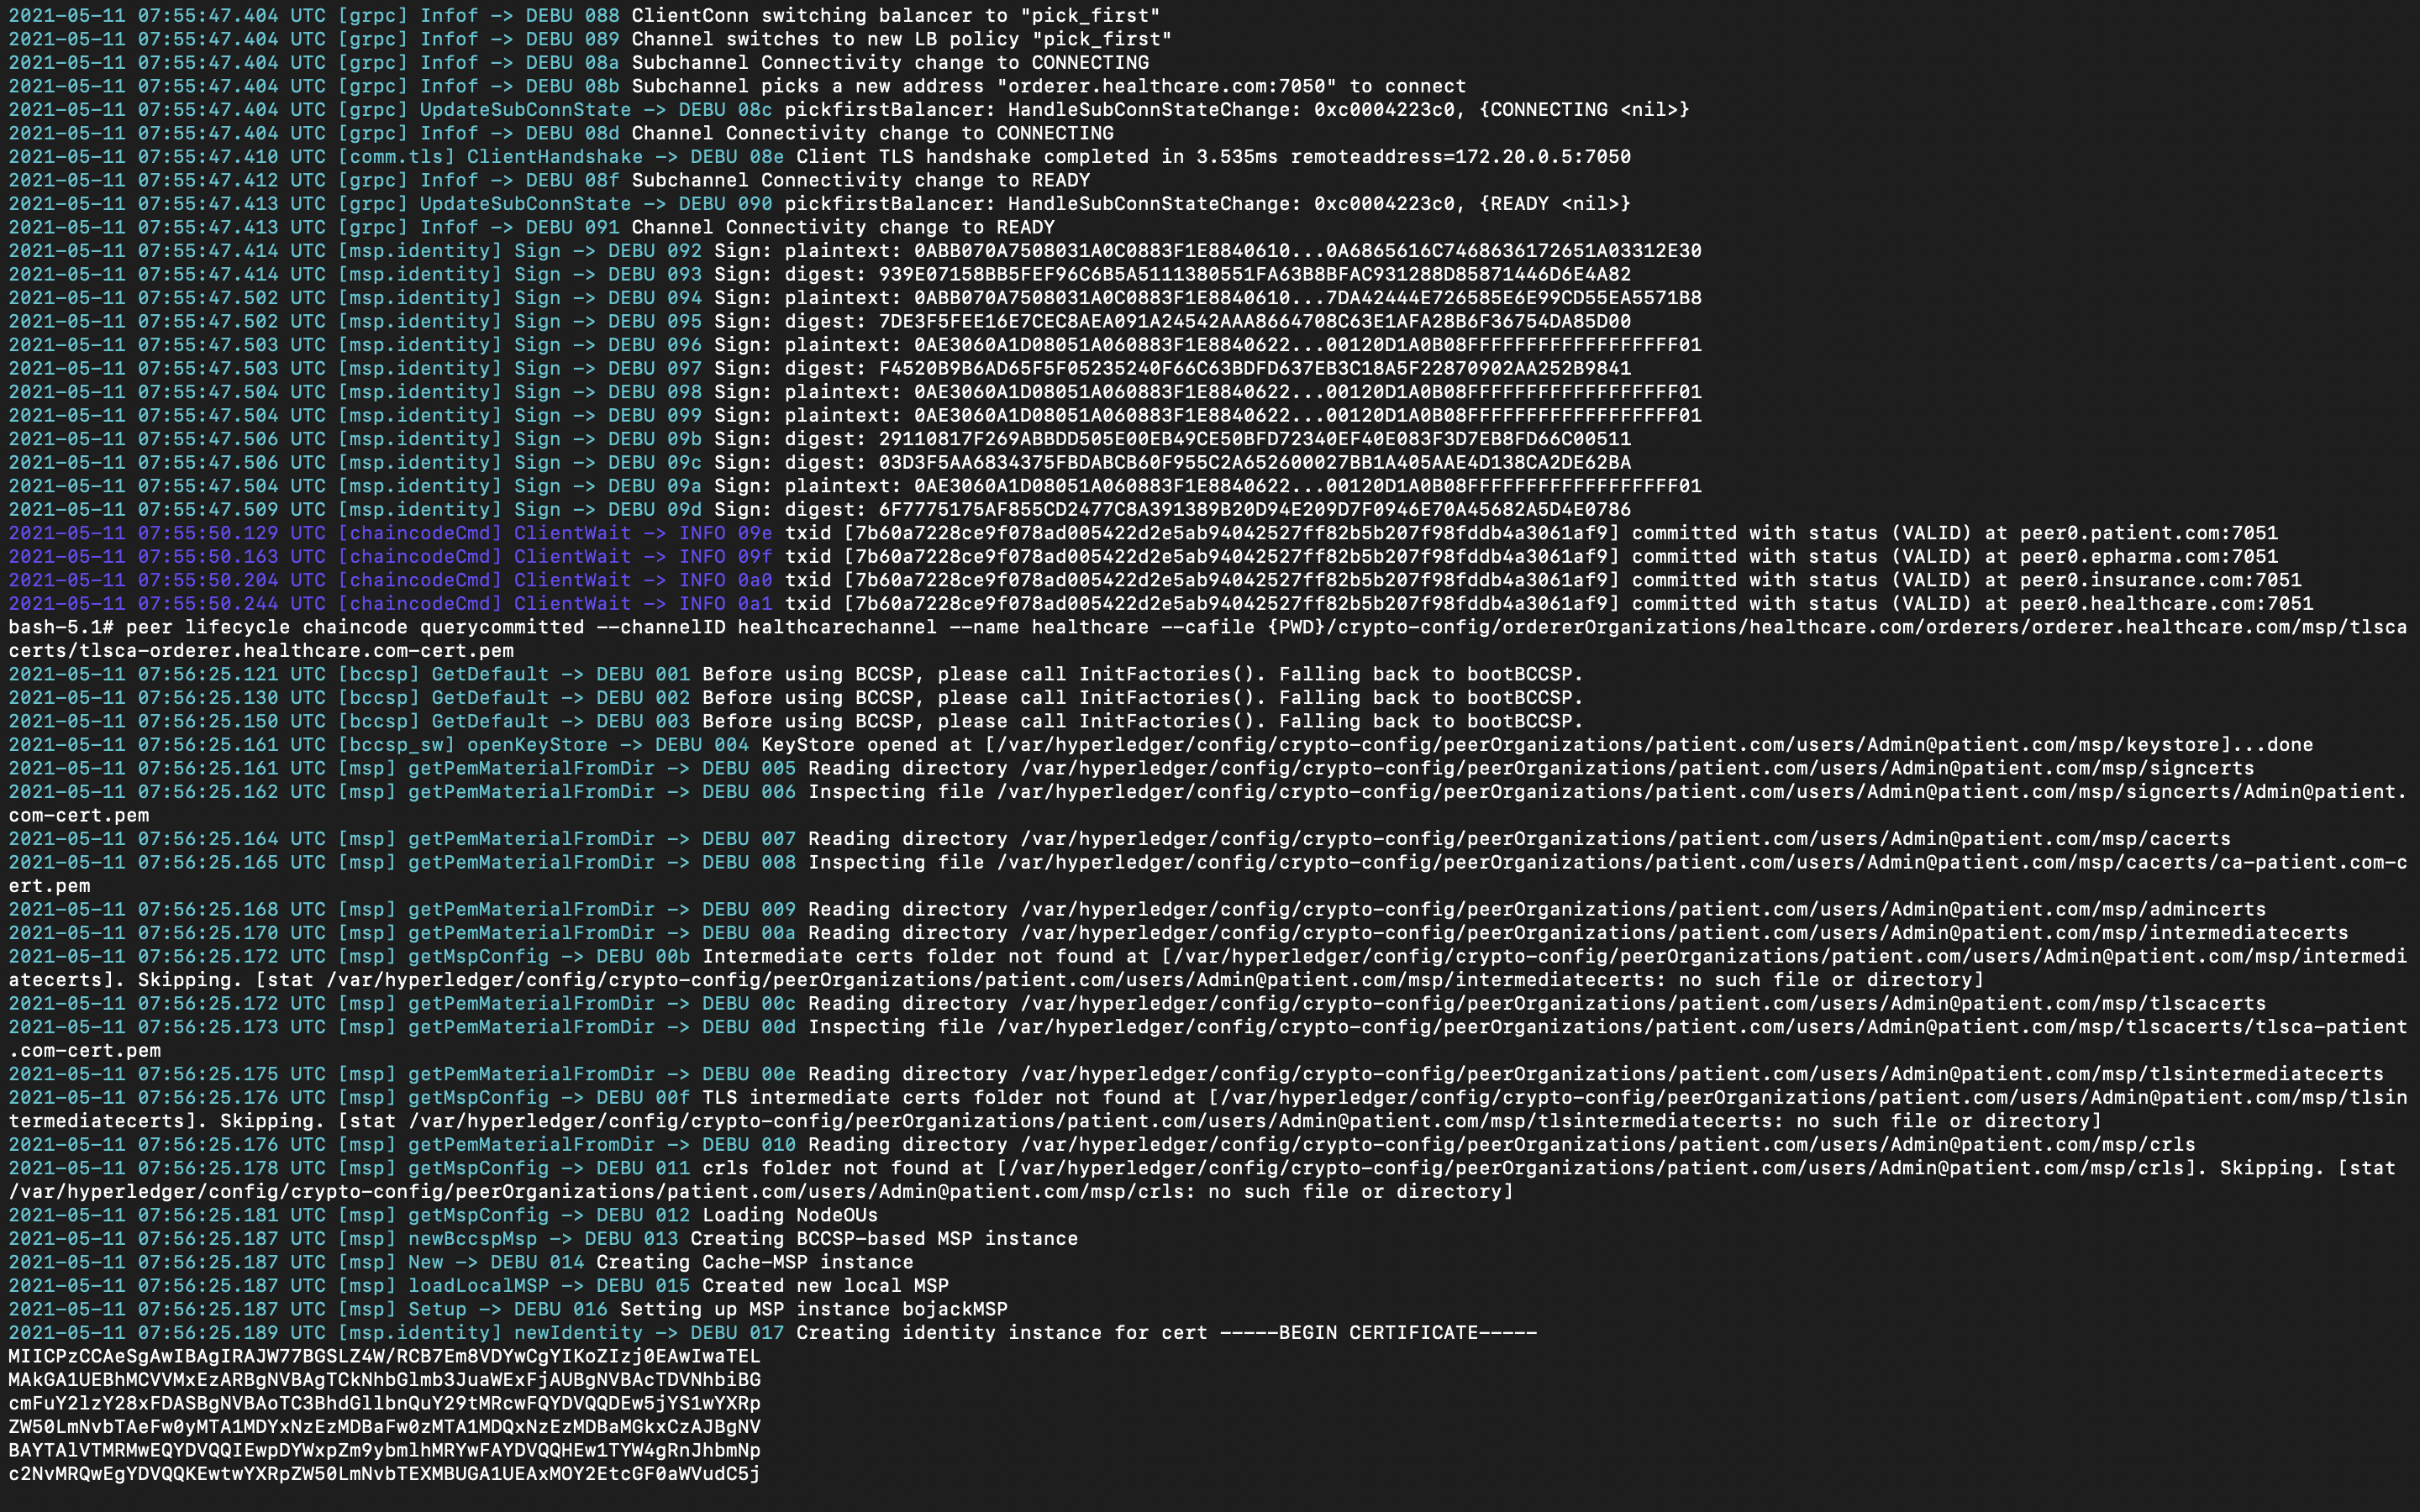 2021-05-11 07:55:47.404 UTC [grpc] Infof -> DEBU 088 ClientConn switching balancer to "pick_first"
2021-05-11 07:55:47.404 UTC [grpc] Infof -> DEBU 089 Channel switches to new LB policy "pick_first"
2021-05-11 07:55:47.404 UTC [grpc] Infof -> DEBU 08a Subchannel Connectivity change to CONNECTING
2021-05-11 07:55:47.404 UTC [grpc] Infof -> DEBU 08b Subchannel picks a new address "orderer.healthcare.com:7050" to connect
2021-05-11 07:55:47.404 UTC [grpc] UpdateSubConnState -> DEBU 08c pickfirstBalancer: HandleSubConnStateChange: 0xc0004223c0, {CONNECTING <nil>}
2021-05-11 07:55:47.404 UTC [grpc] Infof -> DEBU 08d Channel Connectivity change to CONNECTING
2021-05-11 07:55:47.410 UTC [comm.tls] ClientHandshake -> DEBU 08e Client TLS handshake completed in 3.535ms remoteaddress=172.20.0.5:7050
2021-05-11 07:55:47.412 UTC [grpc] Infof -> DEBU 08f Subchannel Connectivity change to READY
2021-05-11 07:55:47.413 UTC [grpc] UpdateSubConnState -> DEBU 090 pickfirstBalancer: HandleSubConnStateChange: 0xc0004223c0, {READY <nil>}
2021-05-11 07:55:47.413 UTC [grpc] Infof -> DEBU 091 Channel Connectivity change to READY
2021-05-11 07:55:47.414 UTC [msp.identity] Sign -> DEBU 092 Sign: plaintext: 0ABB070A7508031A0C0883F1E8840610...0A6865616C7468636172651A03312E30
2021-05-11 07:55:47.414 UTC [msp.identity] Sign -> DEBU 093 Sign: digest: 939E07158BB5FEF96C6B5A5111380551FA63B8BFAC931288D85871446D6E4A82
2021-05-11 07:55:47.502 UTC [msp.identity] Sign -> DEBU 094 Sign: plaintext: 0ABB070A7508031A0C0883F1E8840610...7DA42444E726585E6E99CD55EA5571B8
2021-05-11 07:55:47.502 UTC [msp.identity] Sign -> DEBU 095 Sign: digest: 7DE3F5FEE16E7CEC8AEA091A24542AAA8664708C63E1AFA28B6F36754DA85D00
2021-05-11 07:55:47.503 UTC [msp.identity] Sign -> DEBU 096 Sign: plaintext: 0AE3060A1D08051A060883F1E8840622...00120D1A0B08FFFFFFFFFFFFFFFFFF01
2021-05-11 07:55:47.503 UTC [msp.identity] Sign -> DEBU 097 Sign: digest: F4520B9B6AD65F5F05235240F66C63BDFD637EB3C18A5F22870902AA252B9841
2021-05-11 07:55:47.504 UTC [msp.identity] Sign -> DEBU 098 Sign: plaintext: 0AE3060A1D08051A060883F1E8840622...00120D1A0B08FFFFFFFFFFFFFFFFFF01
2021-05-11 07:55:47.504 UTC [msp.identity] Sign -> DEBU 099 Sign: plaintext: 0AE3060A1D08051A060883F1E8840622...00120D1A0B08FFFFFFFFFFFFFFFFFF01
2021-05-11 07:55:47.506 UTC [msp.identity] Sign -> DEBU 09b Sign: digest: 29110817F269ABBDD505E00EB49CE50BFD72340EF40E083F3D7EB8FD66C00511
2021-05-11 07:55:47.506 UTC [msp.identity] Sign -> DEBU 09c Sign: digest: 03D3F5AA6834375FBDABCB60F955C2A652600027BB1A405AAE4D138CA2DE62BA
2021-05-11 07:55:47.504 UTC [msp.identity] Sign -> DEBU 09a Sign: plaintext: 0AE3060A1D08051A060883F1E8840622...00120D1A0B08FFFFFFFFFFFFFFFFFF01
2021-05-11 07:55:47.509 UTC [msp.identity] Sign -> DEBU 09d Sign: digest: 6F7775175AF855CD2477C8A391389B20D94E209D7F0946E70A45682A5D4E0786
2021-05-11 07:55:50.129 UTC [chaincodeCmd] ClientWait -> INFO 09e txid [7b60a7228ce9f078ad005422d2e5ab94042527ff82b5b207f98fddb4a3061af9] committed with status (VALID) at peer0.patient.com:7051
2021-05-11 07:55:50.163 UTC [chaincodeCmd] ClientWait -> INFO 09f txid [7b60a7228ce9f078ad005422d2e5ab94042527ff82b5b207f98fddb4a3061af9] committed with status (VALID) at peer0.epharma.com:7051
2021-05-11 07:55:50.204 UTC [chaincodeCmd] ClientWait -> INFO 0a0 txid [7b60a7228ce9f078ad005422d2e5ab94042527ff82b5b207f98fddb4a3061af9] committed with status (VALID) at peer0.insurance.com:7051
2021-05-11 07:55:50.244 UTC [chaincodeCmd] ClientWait -> INFO 0a1 txid [7b60a7228ce9f078ad005422d2e5ab94042527ff82b5b207f98fddb4a3061af9] committed with status (VALID) at peer0.healthcare.com:7051
bash-5.1# peer lifecycle chaincode querycommitted --channelID healthcarechannel --name healthcare --cafile {PWD}/crypto-config/ordererOrganizations/healthcare.com/orderers/orderer.healthcare.com/msp/tlsca
certs/tlsca-orderer.healthcare.com-cert.pem
2021-05-11 07:56:25.121 UTC [bccsp] GetDefault -> DEBU 001 Before using BCCSP, please call InitFactories(). Falling back to bootBCCSP.
2021-05-11 07:56:25.130 UTC [bccsp] GetDefault -> DEBU 002 Before using BCCSP, please call InitFactories(). Falling back to bootBCCSP.
2021-05-11 07:56:25.150 UTC [bccsp] GetDefault -> DEBU 003 Before using BCCSP, please call InitFactories(). Falling back to bootBCCSP.
2021-05-11 07:56:25.161 UTC [bccsp_sw] openKeyStore -> DEBU 004 KeyStore opened at [/var/hyperledger/config/crypto-config/peerOrganizations/patient.com/users/Admin@patient.com/msp/keystore]...done
2021-05-11 07:56:25.161 UTC [msp] getPemMaterialFromDir -> DEBU 005 Reading directory /var/hyperledger/config/crypto-config/peerOrganizations/patient.com/users/Admin@patient.com/msp/signcerts
2021-05-11 07:56:25.162 UTC [msp] getPemMaterialFromDir -> DEBU 006 Inspecting file /var/hyperledger/config/crypto-config/peerOrganizations/patient.com/users/Admin@patient.com/msp/signcerts/Admin@patient.
com-cert.pem
2021-05-11 07:56:25.164 UTC [msp] getPemMaterialFromDir -> DEBU 007 Reading directory /var/hyperledger/config/crypto-config/peerOrganizations/patient.com/users/Admin@patient.com/msp/cacerts
2021-05-11 07:56:25.165 UTC [msp] getPemMaterialFromDir -> DEBU 008 Inspecting file /var/hyperledger/config/crypto-config/peerOrganizations/patient.com/users/Admin@patient.com/msp/cacerts/ca-patient.com-c
ert.pem
2021-05-11 07:56:25.168 UTC [msp] getPemMaterialFromDir -> DEBU 009 Reading directory /var/hyperledger/config/crypto-config/peerOrganizations/patient.com/users/Admin@patient.com/msp/admincerts
2021-05-11 07:56:25.170 UTC [msp] getPemMaterialFromDir -> DEBU 00a Reading directory /var/hyperledger/config/crypto-config/peerOrganizations/patient.com/users/Admin@patient.com/msp/intermediatecerts
2021-05-11 07:56:25.172 UTC [msp] getMspConfig -> DEBU 00b Intermediate certs folder not found at [/var/hyperledger/config/crypto-config/peerOrganizations/patient.com/users/Admin@patient.com/msp/intermedi
atecerts]. Skipping. [stat /var/hyperledger/config/crypto-config/peerOrganizations/patient.com/users/Admin@patient.com/msp/intermediatecerts: no such file or directory]
2021-05-11 07:56:25.172 UTC [msp] getPemMaterialFromDir -> DEBU 00c Reading directory /var/hyperledger/config/crypto-config/peerOrganizations/patient.com/users/Admin@patient.com/msp/tlscacerts
2021-05-11 07:56:25.173 UTC [msp] getPemMaterialFromDir -> DEBU 00d Inspecting file /var/hyperledger/config/crypto-config/peerOrganizations/patient.com/users/Admin@patient.com/msp/tlscacerts/tlsca-patient
.com-cert.pem
2021-05-11 07:56:25.175 UTC [msp] getPemMaterialFromDir -> DEBU 00e Reading directory /var/hyperledger/config/crypto-config/peerOrganizations/patient.com/users/Admin@patient.com/msp/tlsintermediatecerts
2021-05-11 07:56:25.176 UTC [msp] getMspConfig -> DEBU 00f TLS intermediate certs folder not found at [/var/hyperledger/config/crypto-config/peerOrganizations/patient.com/users/Admin@patient.com/msp/tlsin
termediatecerts]. Skipping. [stat /var/hyperledger/config/crypto-config/peerOrganizations/patient.com/users/Admin@patient.com/msp/tlsintermediatecerts: no such file or directory]
2021-05-11 07:56:25.176 UTC [msp] getPemMaterialFromDir -> DEBU 010 Reading directory /var/hyperledger/config/crypto-config/peerOrganizations/patient.com/users/Admin@patient.com/msp/crls
2021-05-11 07:56:25.178 UTC [msp] getMspConfig -> DEBU 011 crls folder not found at [/var/hyperledger/config/crypto-config/peerOrganizations/patient.com/users/Admin@patient.com/msp/crls]. Skipping. [stat
/var/hyperledger/config/crypto-config/peerOrganizations/patient.com/users/Admin@patient.com/msp/crls: no such file or directory]
2021-05-11 07:56:25.181 UTC [msp] getMspConfig -> DEBU 012 Loading NodeOUs
2021-05-11 07:56:25.187 UTC [msp] newBccspMsp -> DEBU 013 Creating BCCSP-based MSP instance
2021-05-11 07:56:25.187 UTC [msp] New -> DEBU 014 Creating Cache-MSP instance
2021-05-11 07:56:25.187 UTC [msp] loadLocalMSP -> DEBU 015 Created new local MSP
2021-05-11 07:56:25.187 UTC [msp] Setup -> DEBU 016 Setting up MSP instance bojackMSP
2021-05-11 07:56:25.189 UTC [msp.identity] newIdentity -> DEBU 017 Creating identity instance for cert -----BEGIN CERTIFICATE-----
MIICPzCCAeSgAwIBAgIRAJW77BGSLZ4W/RCB7Em8VDYwCgYIKoZIzj0EAwIwaTEL
MAkGA1UEBhMCVVMxEzARBgNVBAgTCkNhbGlmb3JuaWExFjAUBgNVBAcTDVNhbiBG
cmFuY2lzY28xFDASBgNVBAoTC3BhdGllbnQuY29tMRcwFQYDVQQDEw5jYS1wYXRp
ZW50LmNvbTAeFw0yMTA1MDYxNzEzMDBaFw0zMTA1MDQxNzEzMDBaMGkxCzAJBgNV
BAYTAlVTMRMwEQYDVQQIEwpDYWxpZm9ybmlhMRYwFAYDVQQHEw1TYW4gRnJhbmNp
c2NvMRQwEgYDVQQKEwtwYXRpZW50LmNvbTEXMBUGA1UEAxMOY2EtcGF0aWVudC5j